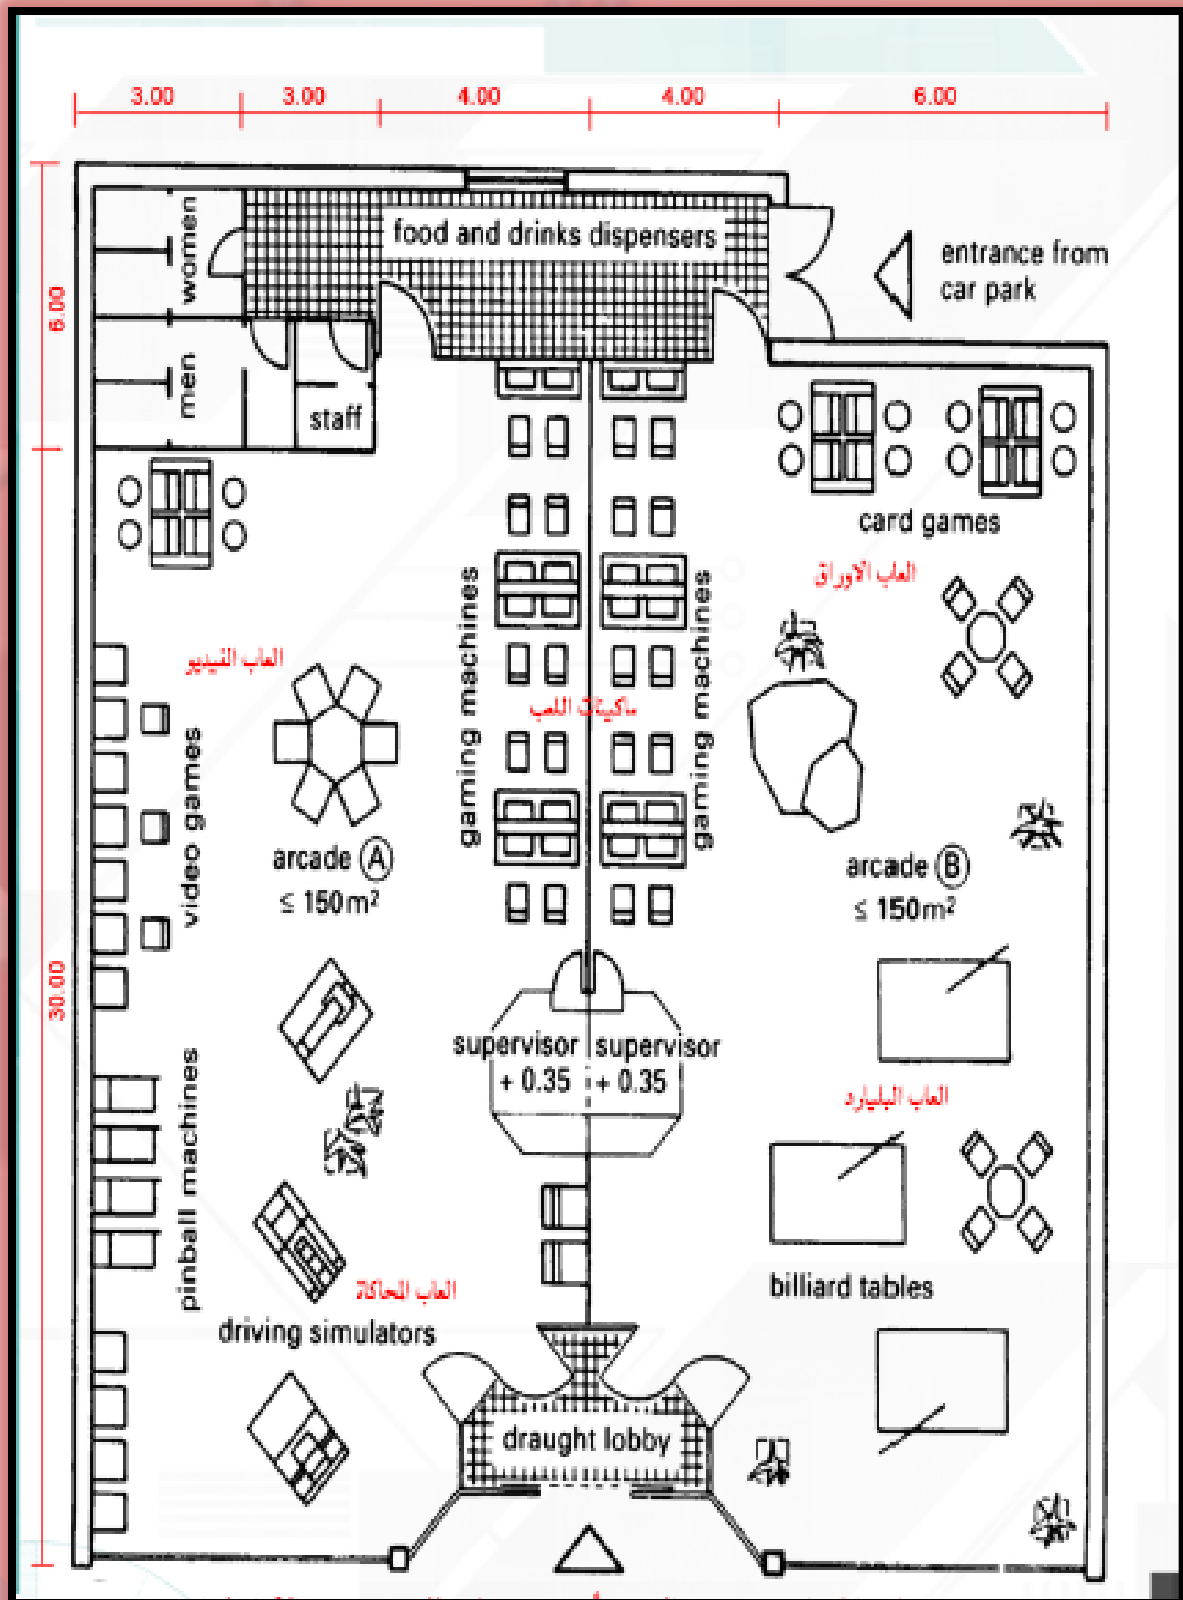 3.00
3.00
4.00
4.00
6.00
6.00
30.00
women
food and drinks dispensers
entrance from
car park
men
staff
card games
العاب الاوراق
gaming machines
gaming machines
ماكينات اللعب
العاب الفيديو
video games
arcade A
≤ 150m²
arcade B
≤ 150m²
supervisor
+ 0.35
supervisor
+ 0.35
العاب البليارد
pinball machines
billiard tables
العاب المحاكاة
driving simulators
draught lobby